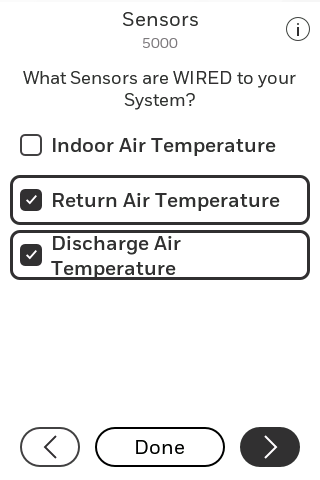 Sensors
5000
i
What Sensors are WIRED to your
System?
Indoor Air Temperature
Return Air Temperature
Discharge Air
Temperature
Done